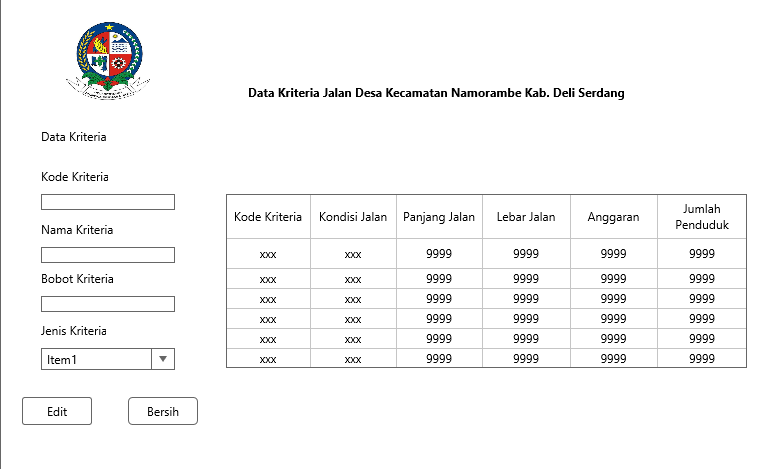 Data Kriteria Jalan Desa Kecamatan Namorambe Kab. Deli Serdang
Data Kriteria
Kode Kriteria
Nama Kriteria
Bobot Kriteria
Jenis Kriteria
Item1
Edit Bersih
Kode Kriteria Kondisi Jalan Panjang Jalan Lebar Jalan Anggaran Jumlah Penduduk
xxx xxx 9999 9999 9999 9999
xxx xxx 9999 9999 9999 9999
xxx xxx 9999 9999 9999 9999
xxx xxx 9999 9999 9999 9999
xxx xxx 9999 9999 9999 9999
xxx xxx 9999 9999 9999 9999